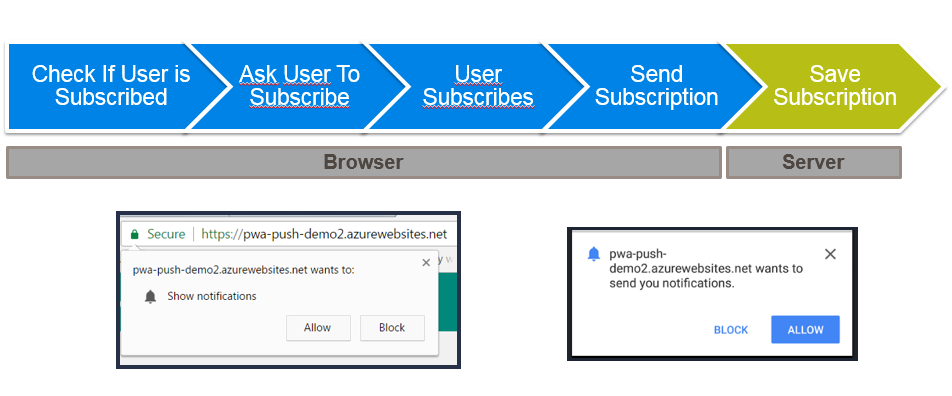 Check If User is
Subscribed
Ask User To
Subscribe
User
Subscribes
Send
Subscription
Save
Subscription
Browser
Server
Secure | https://pwa-push-demo2.azurewebsites.net
pwa-push-demo2.azurewebsites.net wants to:
Show notifications
Allow
Block
pwa-push-
demo2.azurewebsites.net wants to
send you notifications.
BLOCK
ALLOW